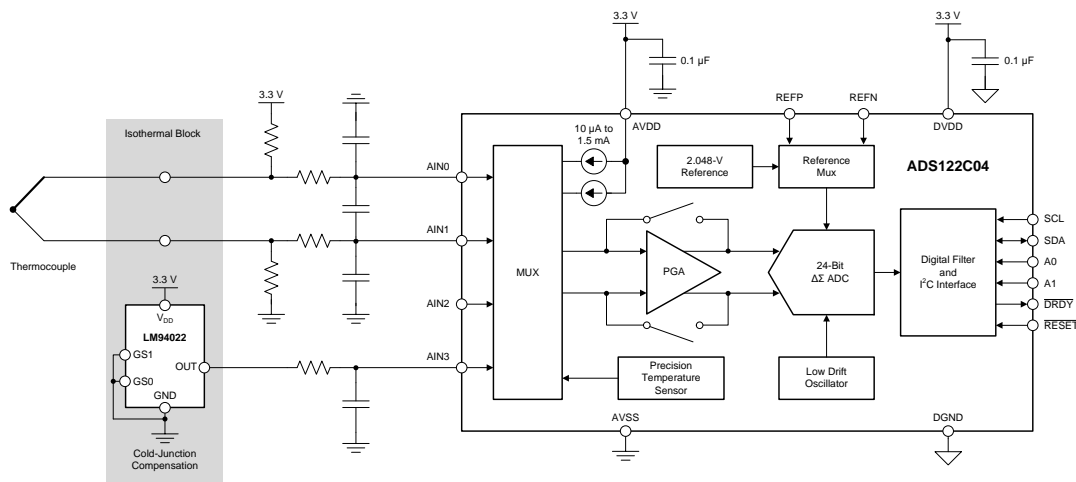 3.3 V
0.1 µF
3.3 V
0.1 µF
3.3 V
REFP
REFN
Isothermal Block
10 µA to
1.5 mA
AVDD
DVDD
2.048-V
Reference
Reference
Mux
ADS122C04
AIN0
AIN1
Thermocouple
MUX
PGA
24-Bit
ΔΣ ADC
Digital Filter
and
I²C Interface
SCL
SDA
A0
A1
DRDY
RESET
3.3 V
VDD
LM94022
GS1
GS0
OUT
GND
AIN2
AIN3
Precision
Temperature
Sensor
Low Drift
Oscillator
AVSS
DGND
Cold-Junction
Compensation